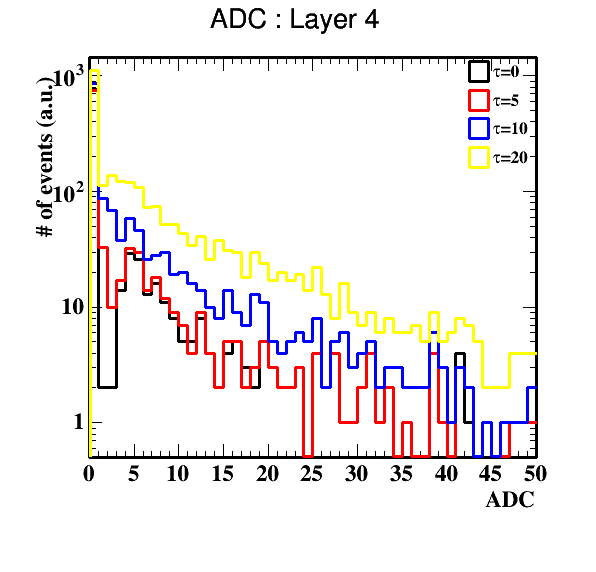 ADC : Layer 4
# of events (a.u.)
10³
10²
10
1
τ=0
τ=5
τ=10
τ=20
0 5 10 15 20 25 30 35 40 45 50
ADC